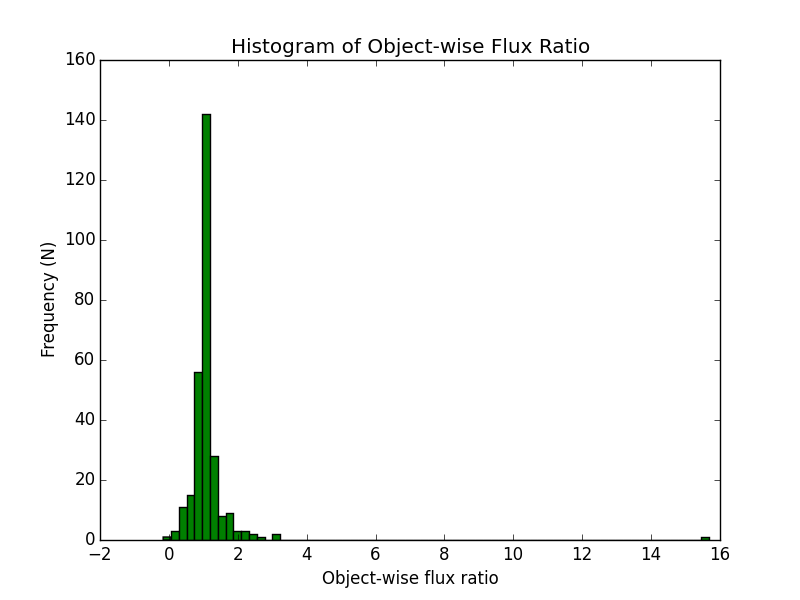 Histogram of Object-wise Flux Ratio
160
140
120
100
80
60
40
20
0
Frequency (N)
−2 0 2 4 6 8 10 12 14 16
Object-wise flux ratio